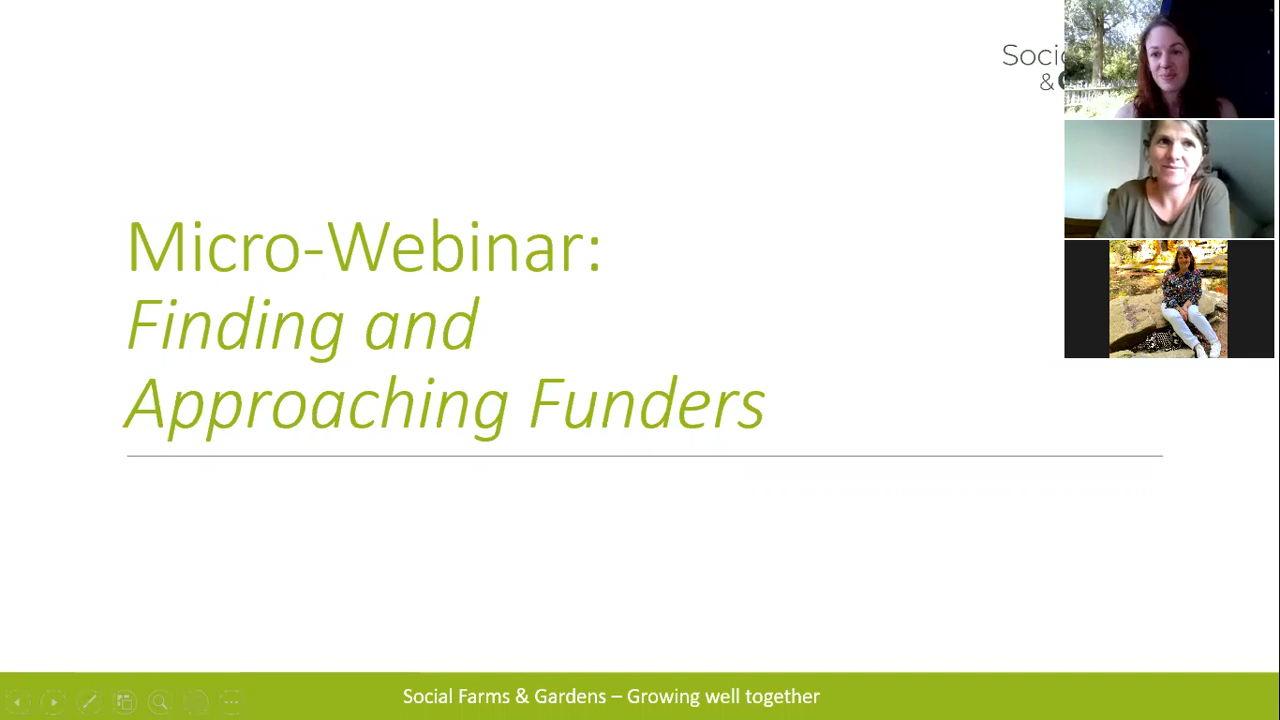 Soci
&
Micro-Webinar:
Finding and
Approaching Funders
Social Farms & Gardens – Growing well together